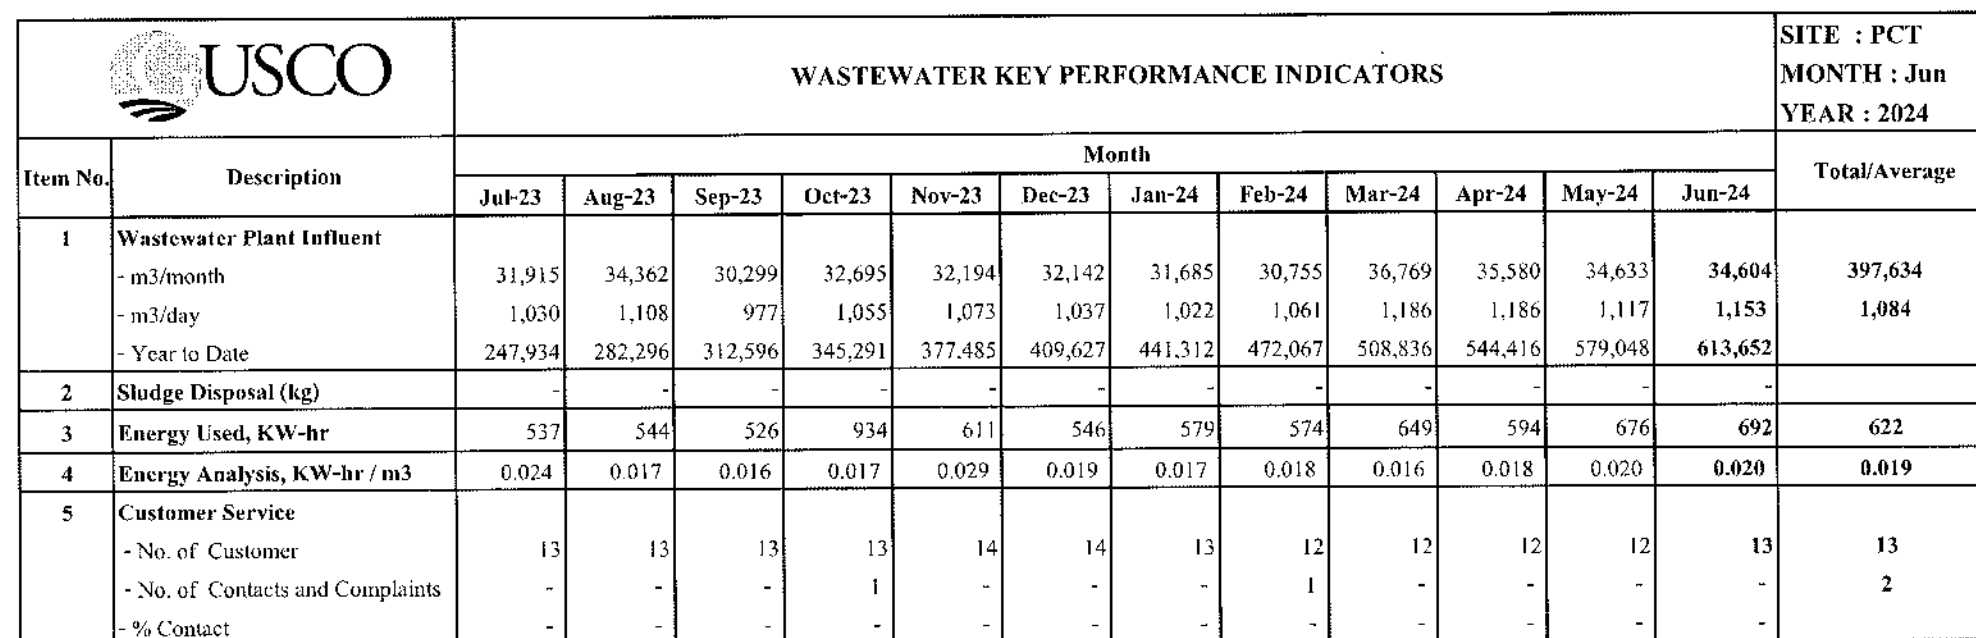 USCO
WASTEWATER KEY PERFORMANCE INDICATORS
SITE : PCT
MONTH : Jun
YEAR : 2024
Item No. Description Month Total/Average
Jul-23 Aug-23 Sep-23 Oct-23 Nov-23 Dec-23 Jan-24 Feb-24 Mar-24 Apr-24 May-24 Jun-24
1 Wastewater Plant Influent
- m3/month 31,915 34,362 30,299 32,695 32,194 32,142 31,685 30,755 36,769 35,580 34,633 34,604 397,634
- m3/day 1,030 1,108 977 1,055 1,073 1,037 1,022 1,061 1,186 1,186 1,117 1,153 1,084
- Year to Date 247,934 282,296 312,596 345,291 377,485 409,627 441,312 472,067 508,836 544,416 579,048 613,652
2 Sludge Disposal (kg) - - - - - - - - - - - -
3 Energy Used, KW-hr 537 544 526 934 611 546 579 574 649 594 676 692 622
4 Energy Analysis, KW-hr / m3 0.024 0.017 0.016 0.017 0.029 0.019 0.017 0.018 0.016 0.018 0.020 0.020 0.019
5 Customer Service
- No. of Customer 13 13 13 13 14 14 13 12 12 12 12 13 13
- No. of Contacts and Complaints - - - 1 - - - 1 - - - - 2
- % Contact - - - - - - - - - - - -